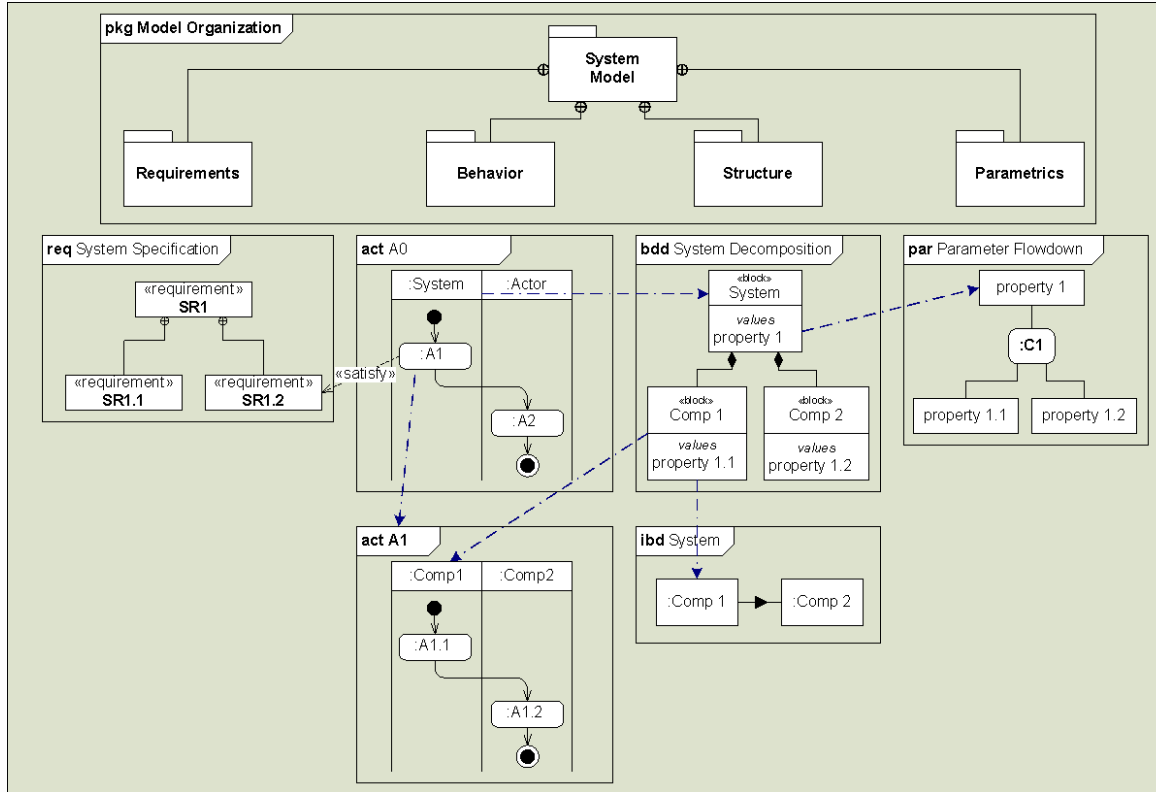 pkg Model Organization
System
Model
Requirements
Behavior
Structure
Parametrics
req System Specification
«requirement»
SR1
«requirement»
SR1.1
«requirement»
SR1.2
«satisfy»
act A0
:System
:Actor
:A1
:A2
bdd System Decomposition
«block»
System
values
property 1
«block»
Comp 1
values
property 1.1
«block»
Comp 2
values
property 1.2
par Parameter Flowdown
property 1
:C1
property 1.1
property 1.2
act A1
:Comp1
:Comp2
:A1.1
:A1.2
ibd System
:Comp 1
:Comp 2